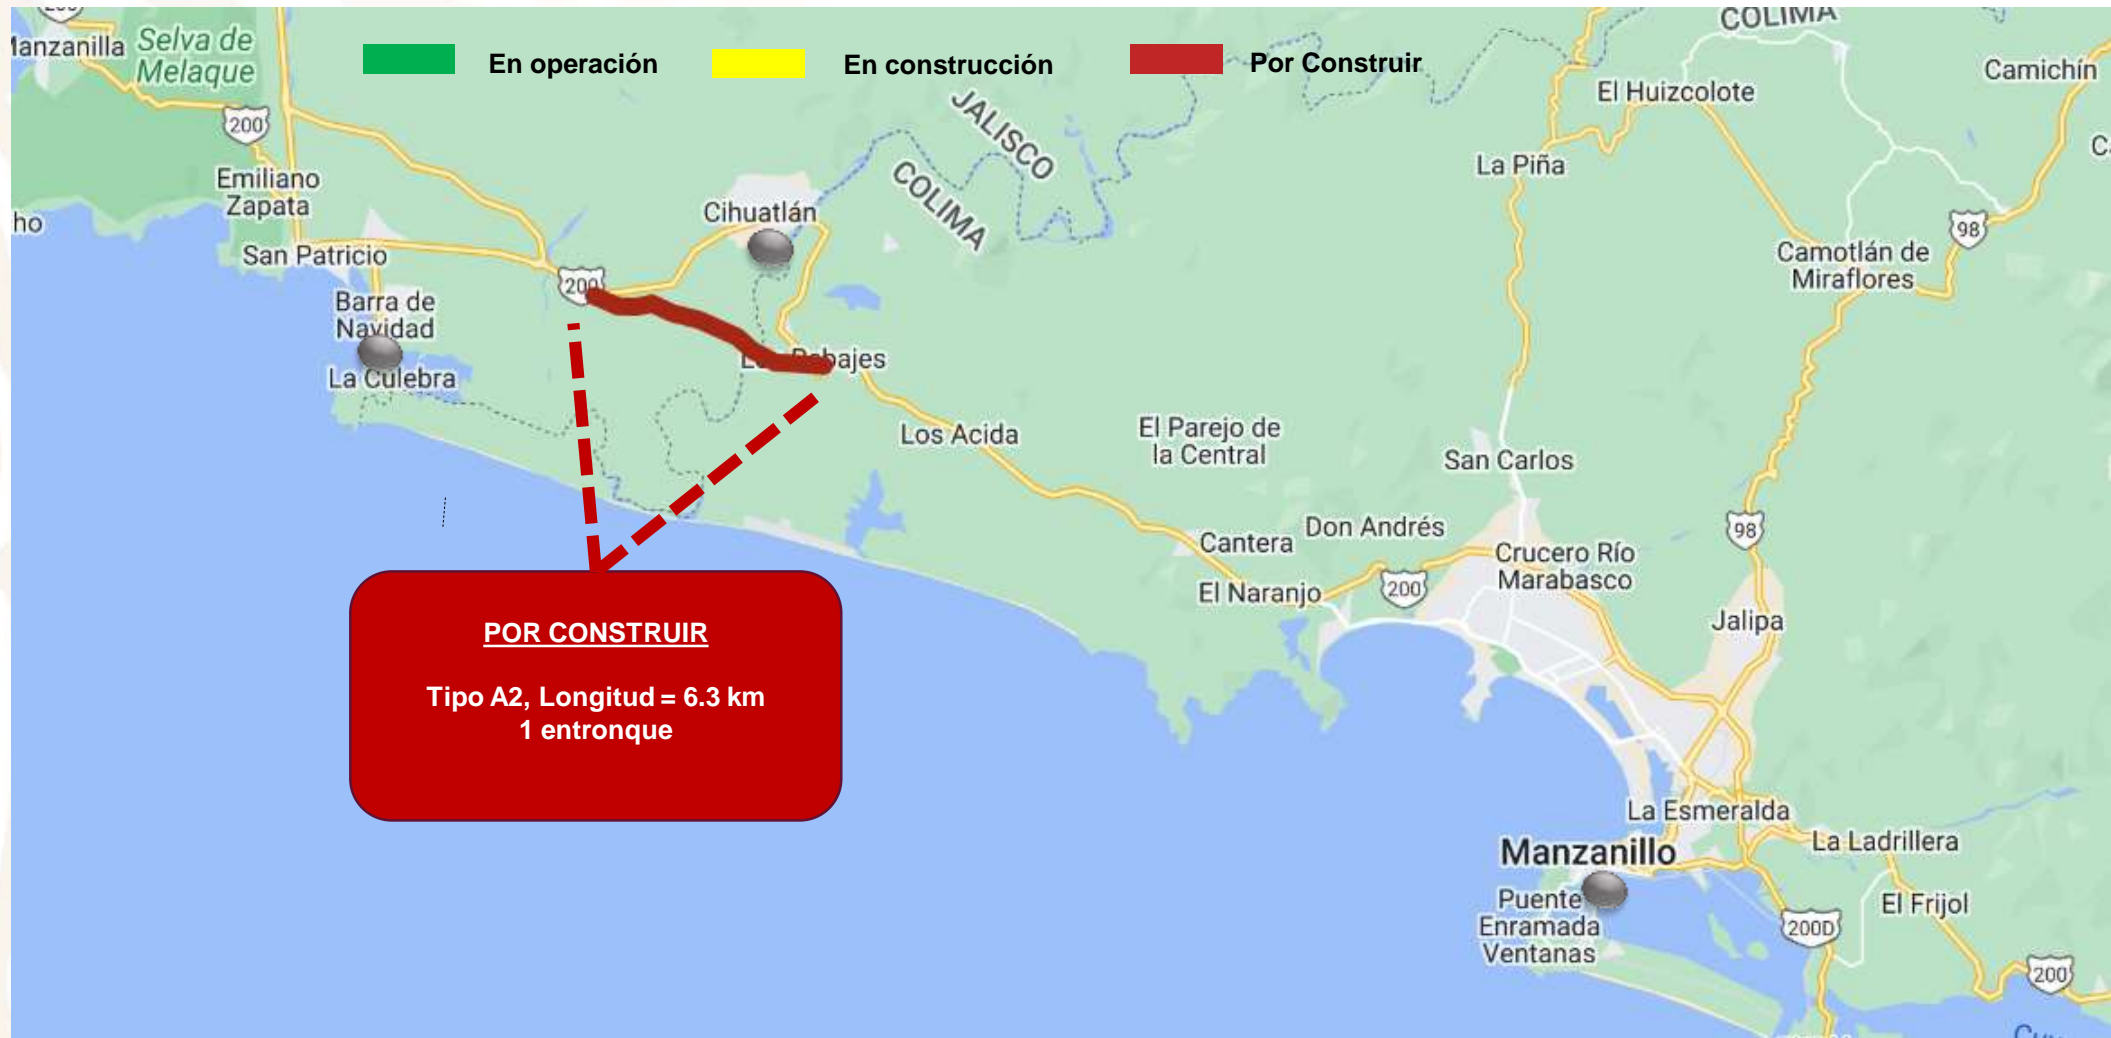 COLIMA
Selva de
Melaque
En operación
En construcción
Por Construir
Camichín
El Huizcolote
200
JALISCO
COLIMA
La Piña
Emiliano
Zapata
Cihuatlán
98
San Patricio
Camotlán de
Miraflores
200
Barra de
Navidad
La Culebra
Los Acida
El Parejo de
la Central
San Carlos
Don Andrés
Cantera
98
Crucero Río
Marabasco
El Naranjo
200
Jalipa
POR CONSTRUIR
Tipo A2, Longitud = 6.3 km
1 entronque
La Esmeralda
La Ladrillera
Manzanillo
Puente
Enramada
Ventanas
El Frijol
200D
200